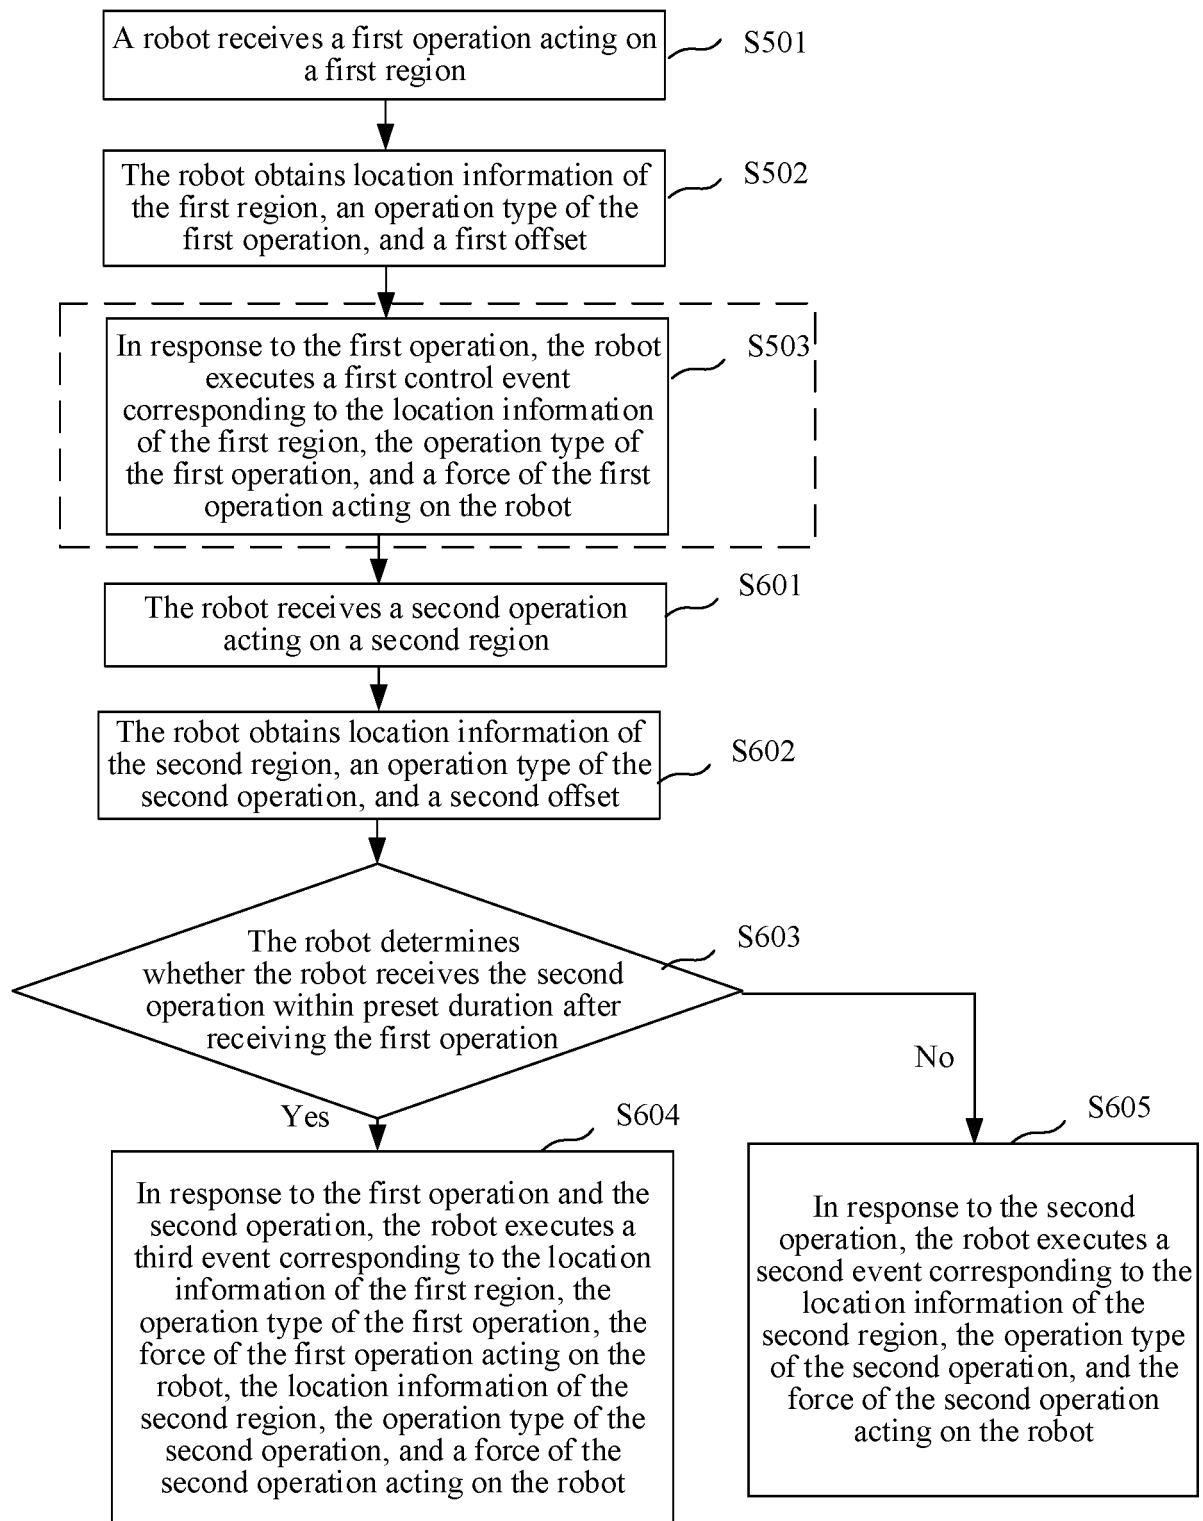 A robot receives a first operation acting on
a first region
S501
The robot obtains location information of
the first region, an operation type of the
first operation, and a first offset
S502
In response to the first operation, the robot
executes a first control event
corresponding to the location information
of the first region, the operation type of
the first operation, and a force of the first
operation acting on the robot
S503
The robot receives a second operation
acting on a second region
S601
The robot obtains location information of
the second region, an operation type of the
second operation, and a second offset
S602
The robot determines
whether the robot receives the second
operation within preset duration after
receiving the first operation
S603
Yes
No
S604
In response to the first operation and the
second operation, the robot executes a
third event corresponding to the location
information of the first region, the
operation type of the first operation, the
force of the first operation acting on the
robot, the location information of the
second region, the operation type of the
second operation, and a force of the
second operation acting on the robot
S605
In response to the second
operation, the robot executes a
second event corresponding to the
location information of the
second region, the operation type
of the second operation, and the
force of the second operation
acting on the robot